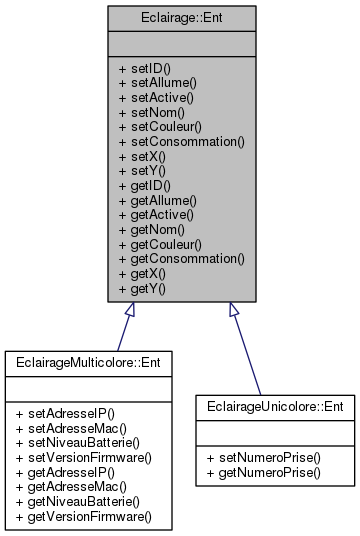 Eclairage::Ent
+ setID()
+ setAllume()
+ setActive()
+ setNom()
+ setCouleur()
+ setConsommation()
+ setX()
+ setY()
+ getID()
+ getAllume()
+ getActive()
+ getNom()
+ getCouleur()
+ getConsommation()
+ getX()
+ getY()
EclairageMulticolore::Ent
+ setAdresseIP()
+ setAdresseMac()
+ setNiveauBatterie()
+ setVersionFirmware()
+ getAdresseIP()
+ getAdresseMac()
+ getNiveauBatterie()
+ getVersionFirmware()
EclairageUnicolore::Ent
+ setNumeroPrise()
+ getNumeroPrise()